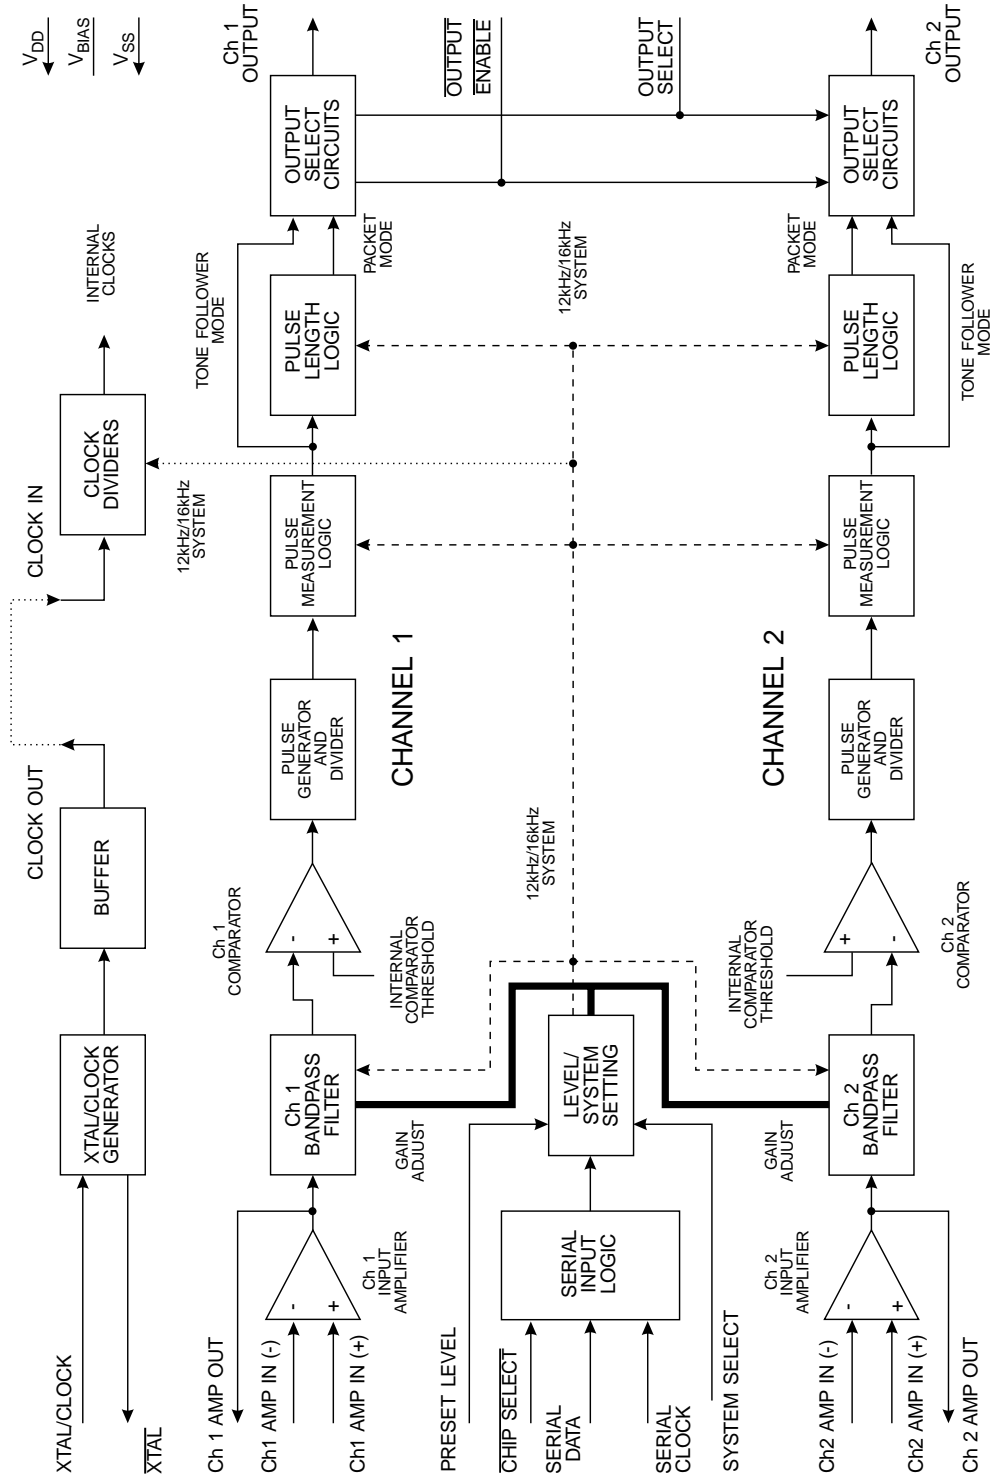 XTAL/CLOCK
XTAL
XTAL/CLOCK
GENERATOR
BUFFER
CLOCK OUT
CLOCK IN
CLOCK
DIVIDERS
12kHz/16kHz
SYSTEM
INTERNAL
CLOCKS
VDD
VBIAS
VSS
Ch 1 AMP OUT
Ch1 AMP IN (-)
Ch1 AMP IN (+)
-
+
Ch 1
INPUT
AMPLIFIER
Ch 1
BANDPASS
FILTER
GAIN
ADJUST
Ch 1
COMPARATOR
-
+
INTERNAL
COMPARATOR
THRESHOLD
PULSE
GENERATOR
AND
DIVIDER
CHANNEL 1
PULSE
MEASUREMENT
LOGIC
TONE FOLLOWER
MODE
PULSE
LENGTH
LOGIC
PACKET
MODE
OUTPUT
SELECT
CIRCUITS
Ch 1
OUTPUT
PRESET LEVEL
CHIP SELECT
SERIAL
DATA
SERIAL
CLOCK
SYSTEM SELECT
SERIAL
INPUT
LOGIC
LEVEL/
SYSTEM
SETTING
12kHz/16kHz
SYSTEM
12kHz/16kHz
SYSTEM
OUTPUT
ENABLE
OUTPUT
SELECT
Ch2 AMP IN (-)
Ch2 AMP IN (+)
Ch 2 AMP OUT
-
+
Ch 2
INPUT
AMPLIFIER
GAIN
ADJUST
Ch 2
BANDPASS
FILTER
INTERNAL
COMPARATOR
THRESHOLD
+
-
Ch 2
COMPARATOR
CHANNEL 2
PULSE
GENERATOR
AND
DIVIDER
PULSE
MEASUREMENT
LOGIC
PULSE
LENGTH
LOGIC
PACKET
MODE
TONE FOLLOWER
MODE
OUTPUT
SELECT
CIRCUITS
Ch 2
OUTPUT